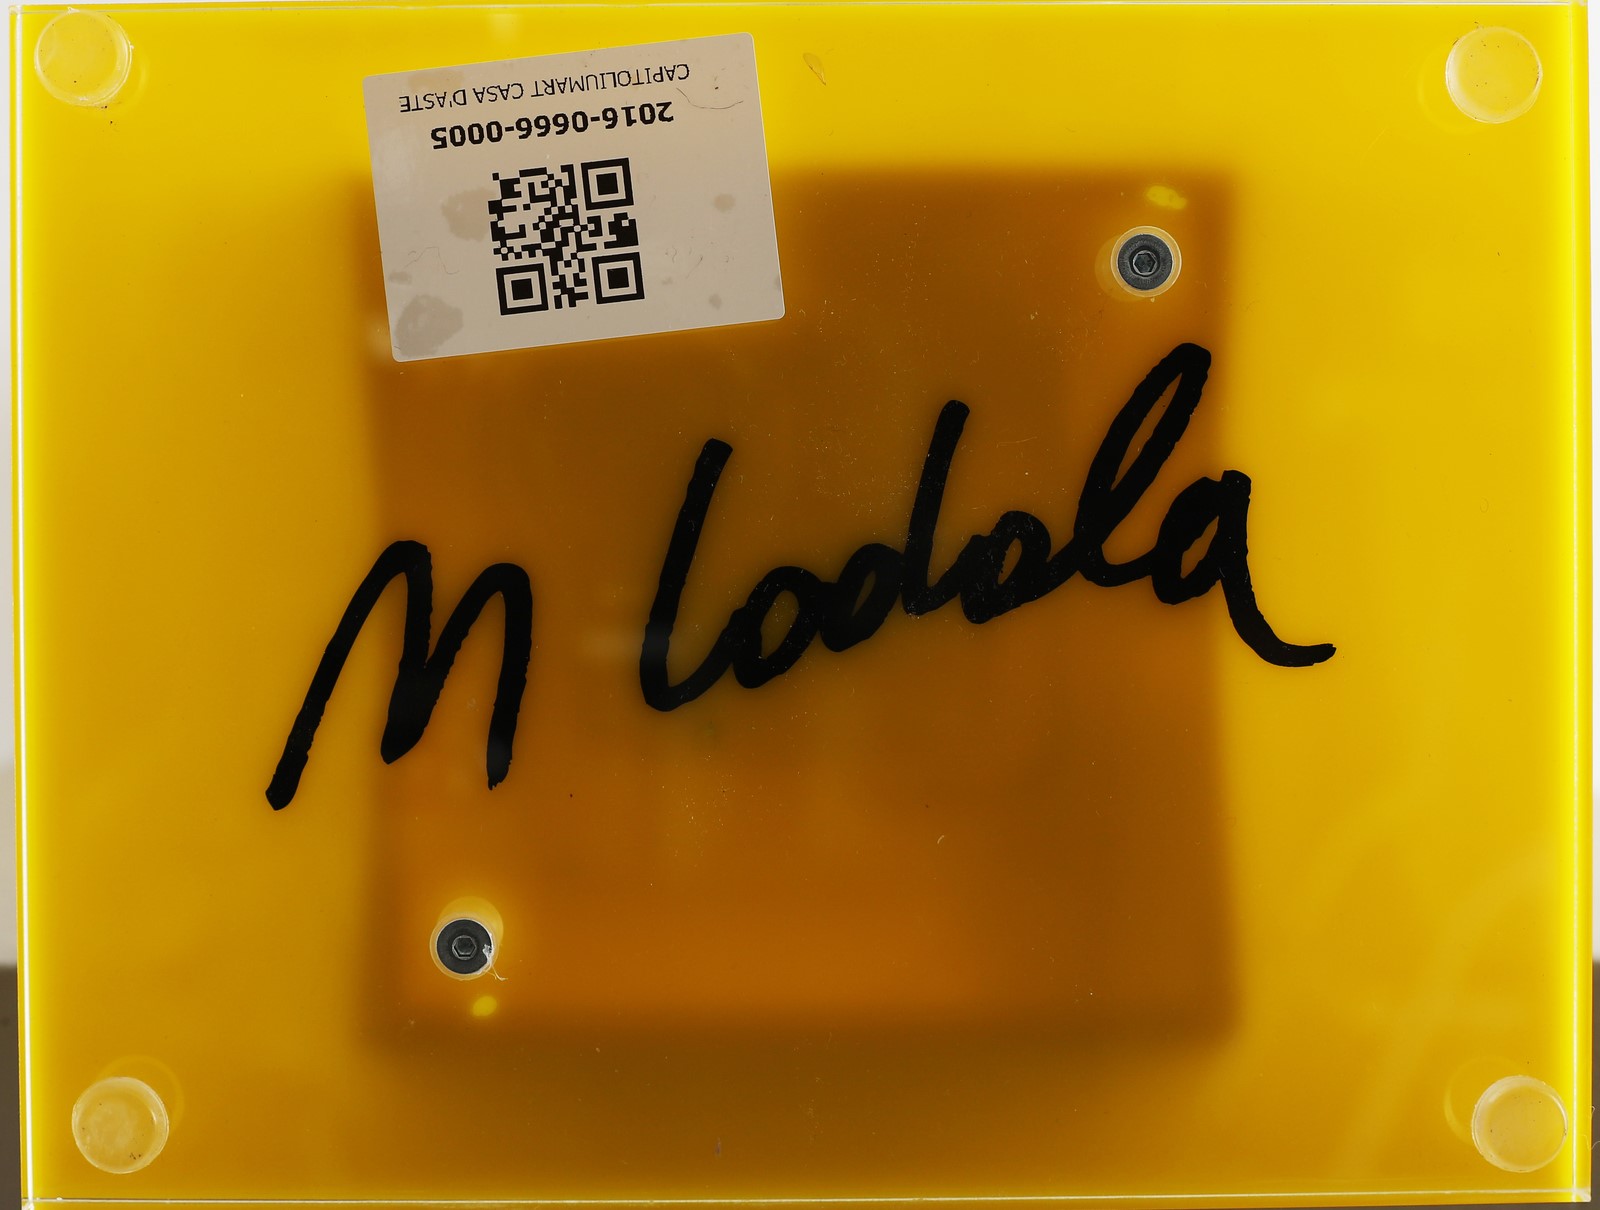 CAPITOLIUMART CASA D'ASTE
2016-0666-0005
M lodola